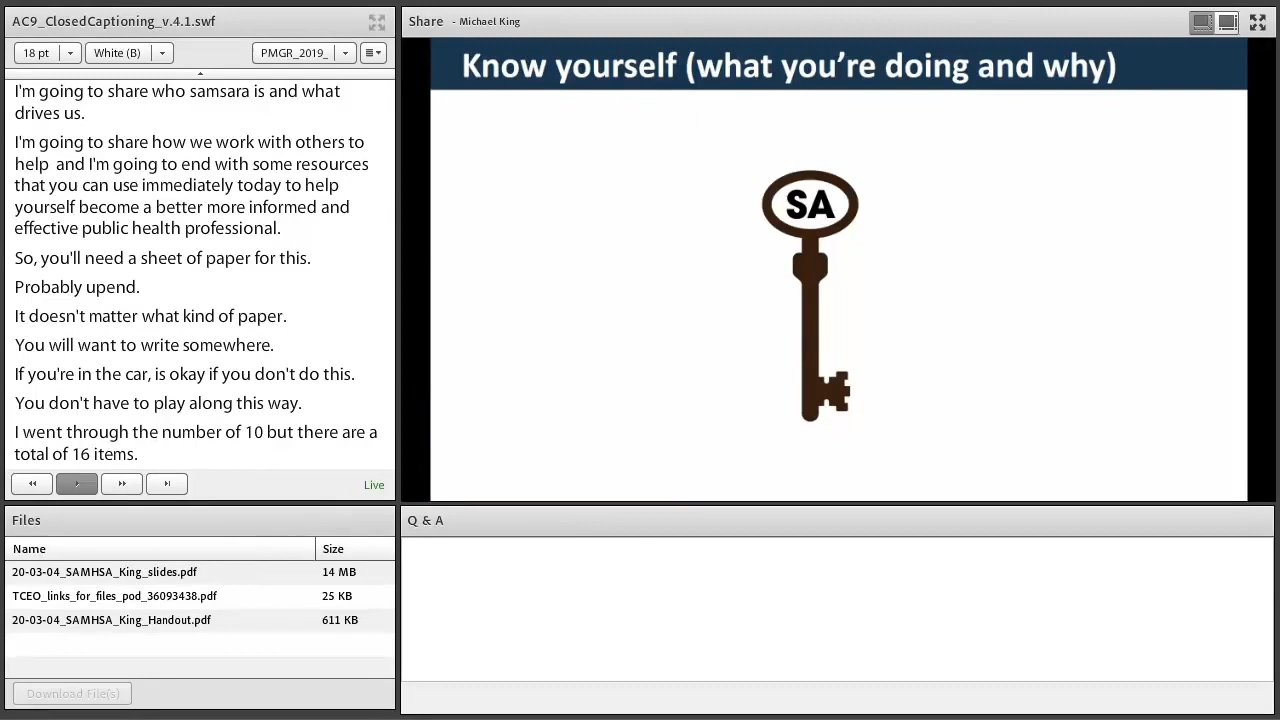 AC9_ClosedCaptioning_v.4.1.swf
18 pt
White (B)
PMGR_2019_
I'm going to share who samsara is and what
drives us.
I'm going to share how we work with others to
help  and I'm going to end with some resources
that you can use immediately today to help
yourself become a better more informed and
effective public health professional.
So, you'll need a sheet of paper for this.
Probably upend.
It doesn't matter what kind of paper.
You will want to write somewhere.
If you're in the car, is okay if you don't do this.
You don't have to play along this way.
I went through the number of 10 but there are a
total of 16 items.
Live
Share - Michael King
Know yourself (what you’re doing and why)
SA
Files
Name Size
20-03-04_SAMHSA_King_slides.pdf 14 MB
TCEO_links_for_files_pod_36093438.pdf 25 KB
20-03-04_SAMHSA_King_Handout.pdf 611 KB
Download File(s)
Q & A